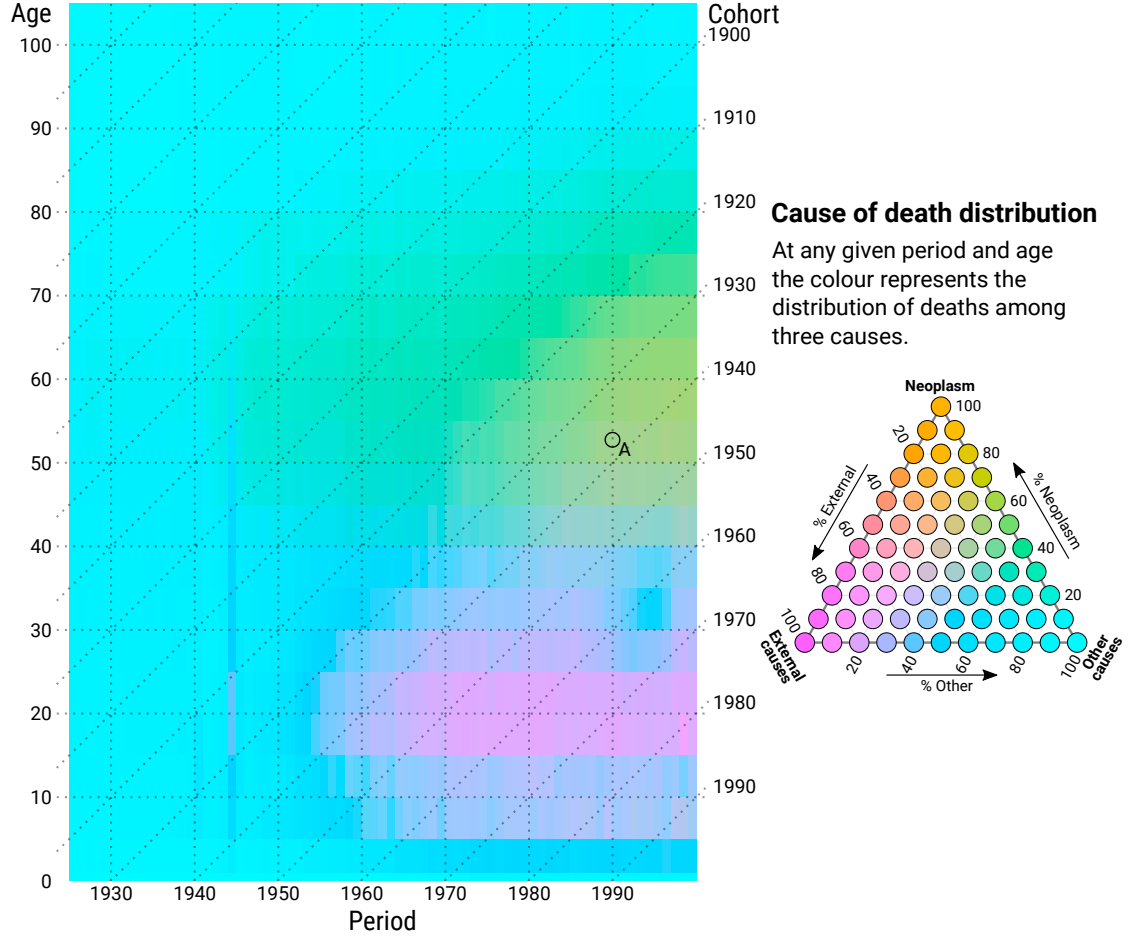 Age
Cohort
100
90
80
70
60
50
40
30
20
10
0
1900
1910
1920
1930
1940
1950
1960
1970
1980
1990
A
1930
1940
1950
1960
1970
1980
1990
Period
Cause of death distribution
At any given period and age
the colour represents the
distribution of deaths among
three causes.
Neoplasm
100
80
60
40
20
% Neoplasm
20
40
60
80
100
% External
External
causes
20
40
60
80
100
% Other
Other
causes